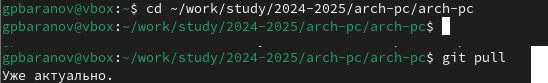 gpbaranov@vbox:~$ cd ~/work/study/2024-2025/arch-pc/arch-pc
gpbaranov@vbox:~/work/study/2024-2025/arch-pc/arch-pc$
gpbaranov@vbox:~/work/study/2024-2025/arch-pc/arch-pc$ git pull
Уже актуально.